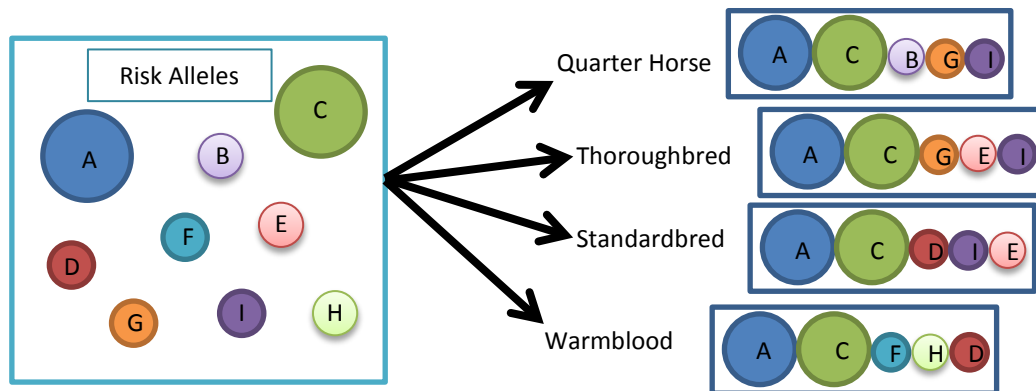 Risk Alleles
A
B
C
D
E
F
G
I
H
Quarter Horse
A C B G I
Thoroughbred
A C G E I
Standardbred
A C D I E
Warmblood
A C F H D